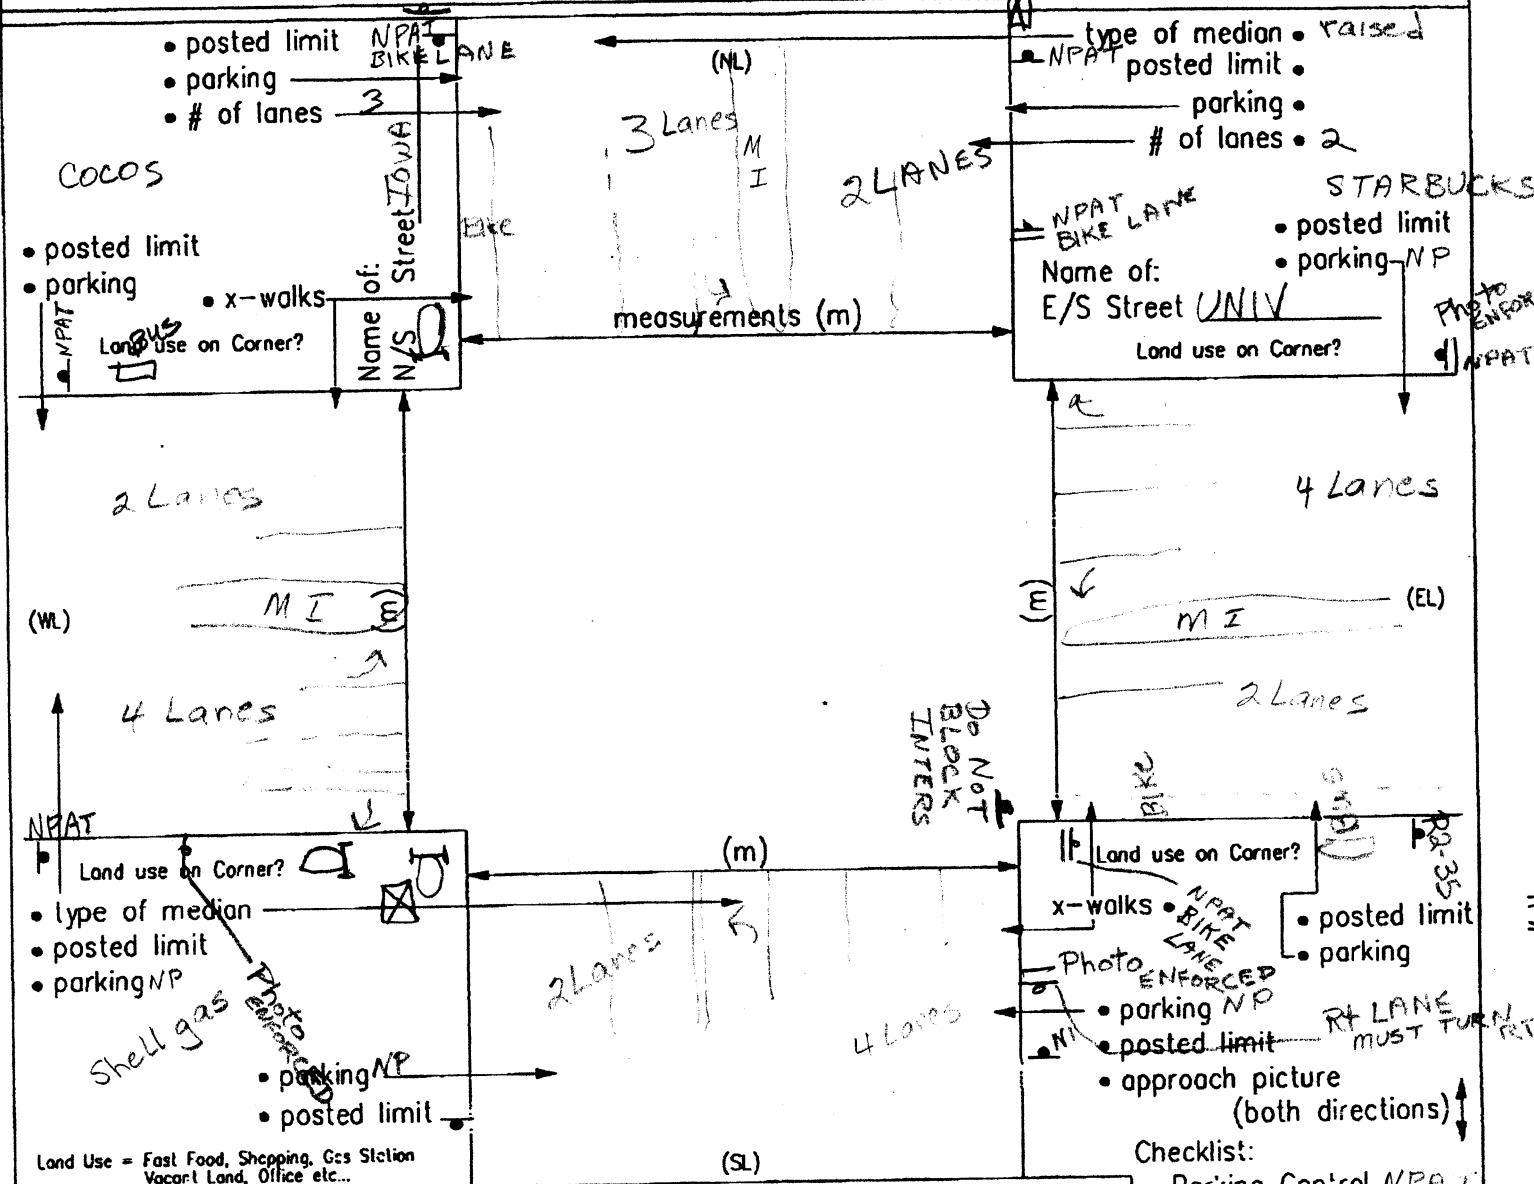 • posted limit NPAT
BIKE LANE
• parking
• # of lanes 3
COCOS
Name of:
N/S Street IOWA
• posted limit
• parking
• x-walks
NPAT
BUS
Land use on Corner?
Bike
(NL)
3 Lanes
M
I
2 LANES
measurements (m)
type of median • raised
NPAT
posted limit •
parking •
# of lanes • 2
STARBUCKS
NPAT
BIKE LANE
• posted limit
• parking NP
Name of:
E/S Street UNIV
Photo
ENFOR
Land use on Corner?
NPAT
2 Lanes
M I
(m)
(WL)
4 Lanes
4 Lanes
(m)
M I
(EL)
2 Lanes
DO NOT
BLOCK
INTERS
BIKE
NPAT
Land use on Corner?
• type of median
• posted limit
• parking NP
Photo
ENFORCED
Shell gas
• parking NP
• posted limit
Land Use = Fast Food, Shopping, Gas Station
Vacant Land, Office etc...
(m)
2 Lanes
4 Lanes
(SL)
Land use on Corner?
R2-35
x-walks •
NPAT
BIKE
LANE
• posted limit
• parking
Photo ENFORCED
• parking NP
• posted limit
Rt LANE
MUST TURN RT
• approach picture
(both directions)
Checklist:
Parking Control NPAT